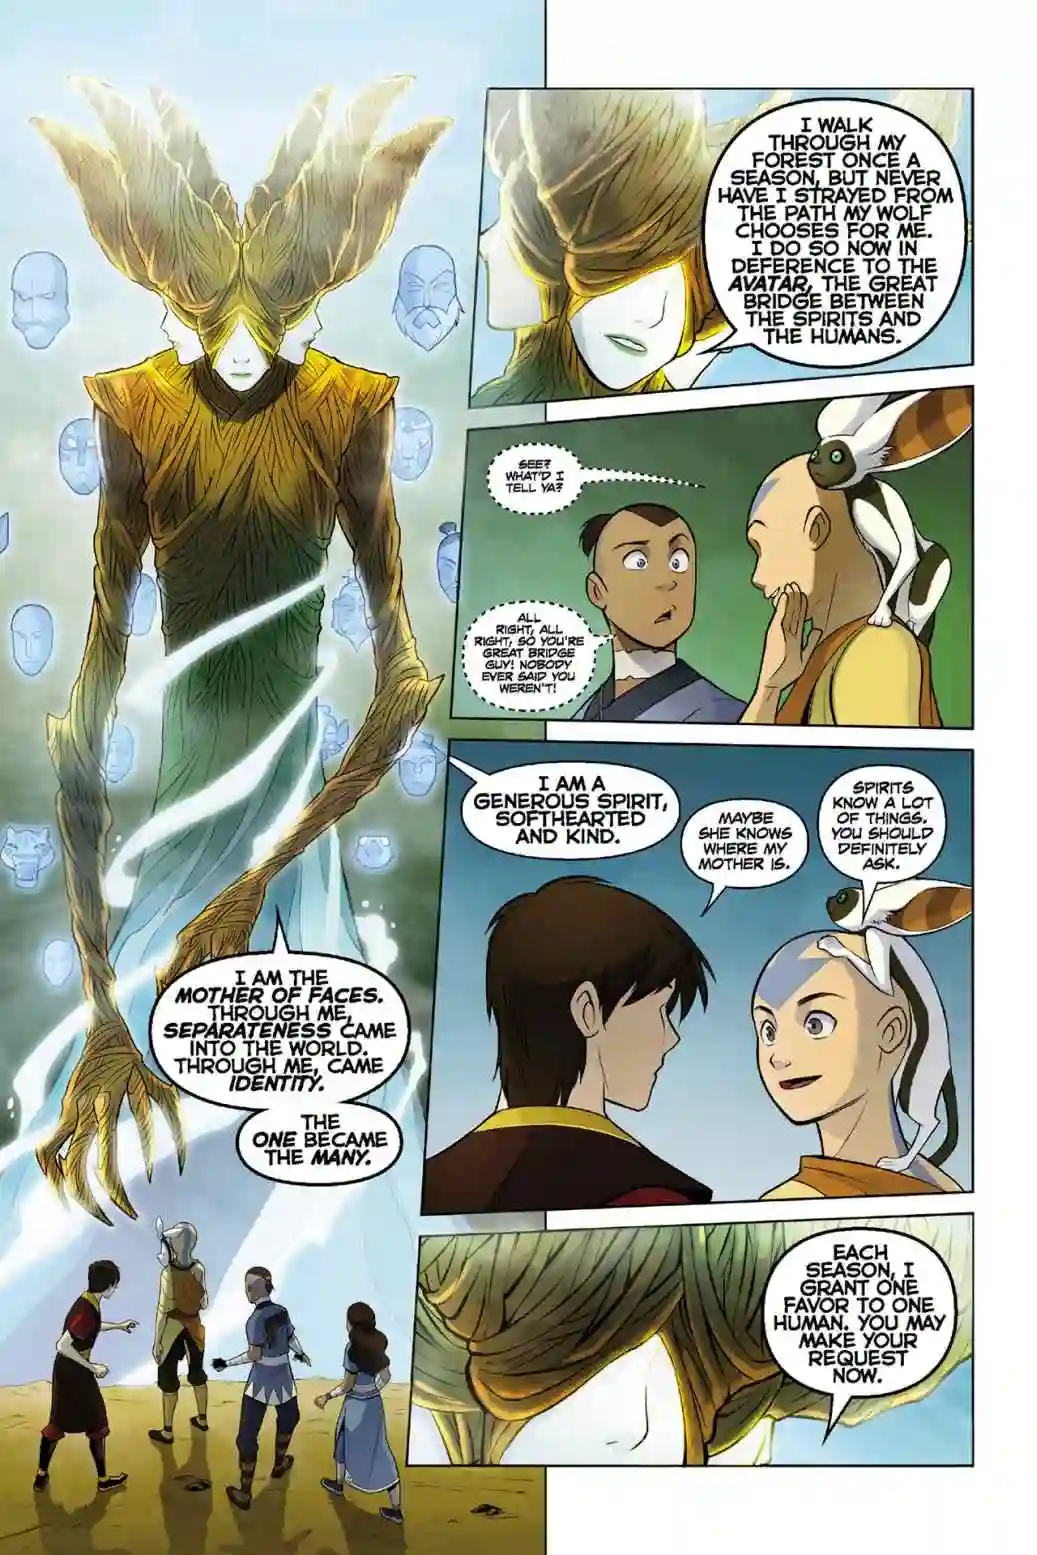 I AM THE
MOTHER OF FACES.
THROUGH ME,
SEPARATENESS CAME
INTO THE WORLD.
THROUGH ME, CAME
IDENTITY.
THE
ONE BECAME
THE MANY.
I WALK
THROUGH MY
FOREST ONCE A
SEASON, BUT NEVER
HAVE I STRAYED FROM
THE PATH MY WOLF
CHOOSES FOR ME.
I DO SO NOW IN
DEFERENCE TO THE
AVATAR, THE GREAT
BRIDGE BETWEEN
THE SPIRITS AND
THE HUMANS.
SEE?
WHAT'D I
TELL YA?
ALL
RIGHT, ALL
RIGHT, SO YOU'RE
GREAT BRIDGE
GUY! NOBODY
EVER SAID YOU
WEREN'T!
I AM A
GENEROUS SPIRIT,
SOFTHEARTED
AND KIND.
MAYBE
SHE KNOWS
WHERE MY
MOTHER IS.
SPIRITS
KNOW A LOT
OF THINGS.
YOU SHOULD
DEFINITELY
ASK.
EACH
SEASON, I
GRANT ONE
FAVOR TO ONE
HUMAN. YOU MAY
MAKE YOUR
REQUEST
NOW.